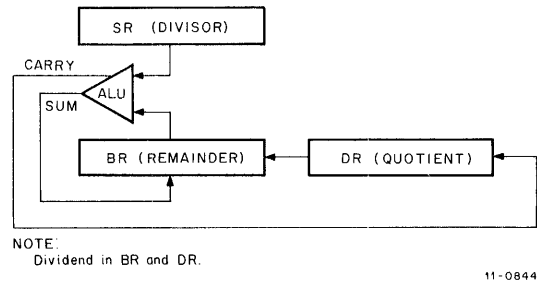 SR (DIVISOR)
CARRY
ALU
SUM
BR (REMAINDER)
DR (QUOTIENT)
NOTE:
Dividend in BR and DR.
11-0844